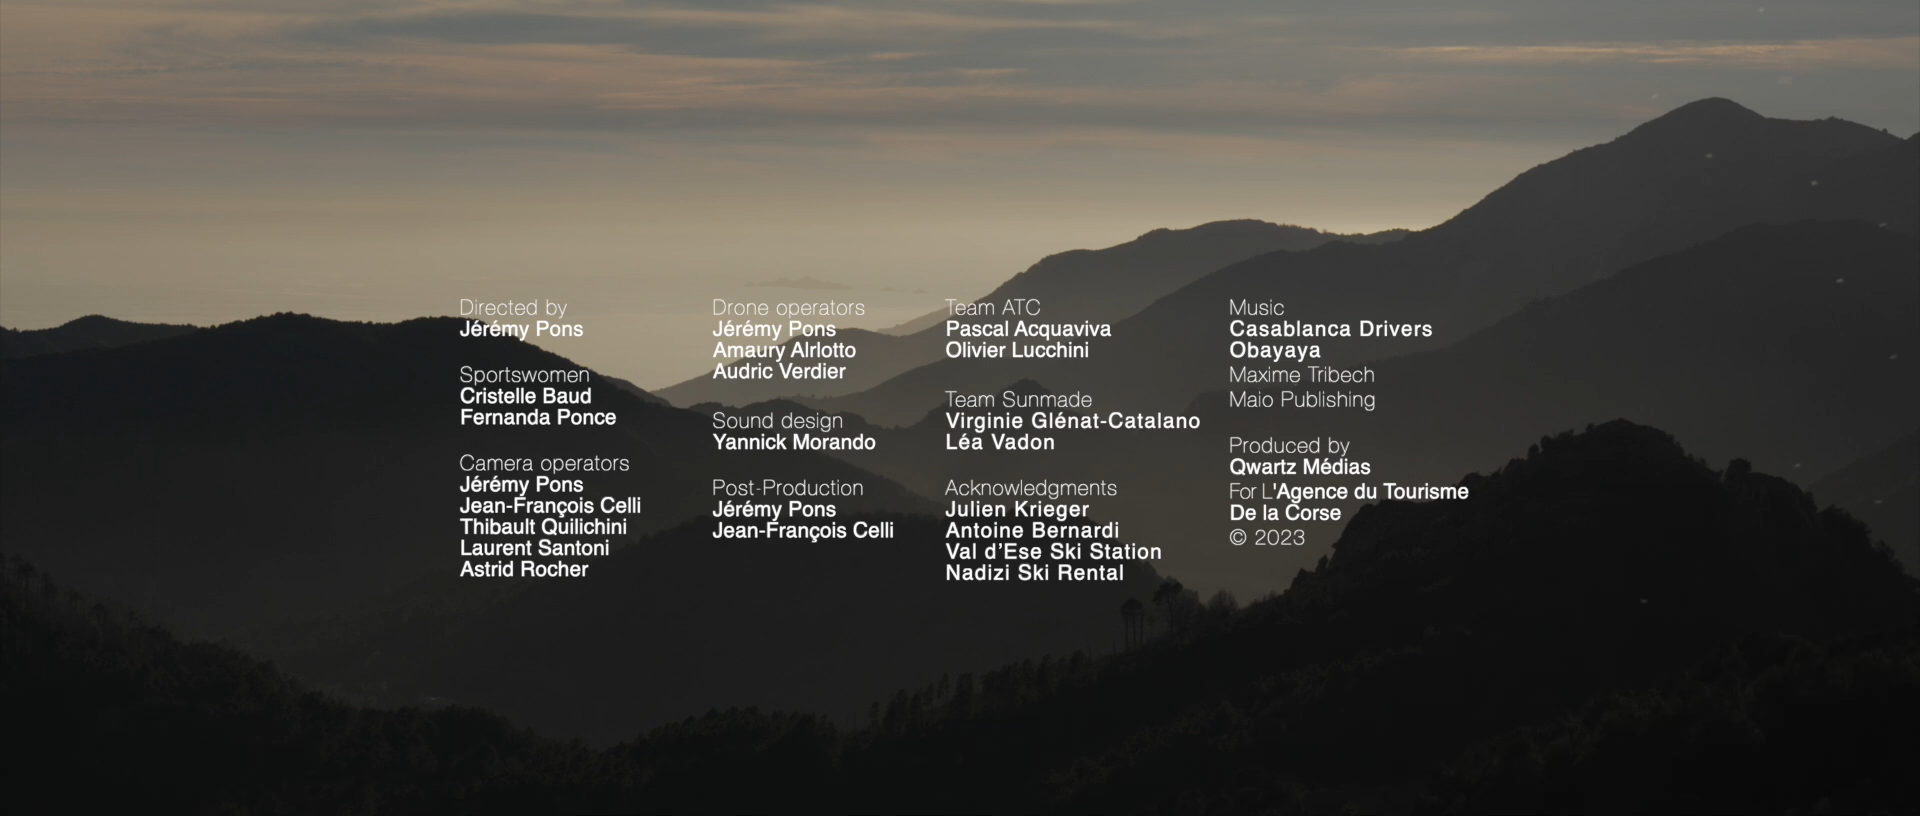 Directed by
Jérémy Pons
Sportswomen
Cristelle Baud
Fernanda Ponce
Camera operators
Jérémy Pons
Jean-François Celli
Thibault Quilichini
Laurent Santoni
Astrid Rocher
Drone operators
Jérémy Pons
Amaury Alrlotto
Audric Verdier
Sound design
Yannick Morando
Post-Production
Jérémy Pons
Jean-François Celli
Team ATC
Pascal Acquaviva
Olivier Lucchini
Team Sunmade
Virginie Glénat-Catalano
Léa Vadon
Acknowledgments
Julien Krieger
Antoine Bernardi
Val d’Ese Ski Station
Nadizi Ski Rental
Music
Casablanca Drivers
Obayaya
Maxime Tribech
Maio Publishing
Produced by
Qwartz Médias
For L'Agence du Tourisme
De la Corse
© 2023